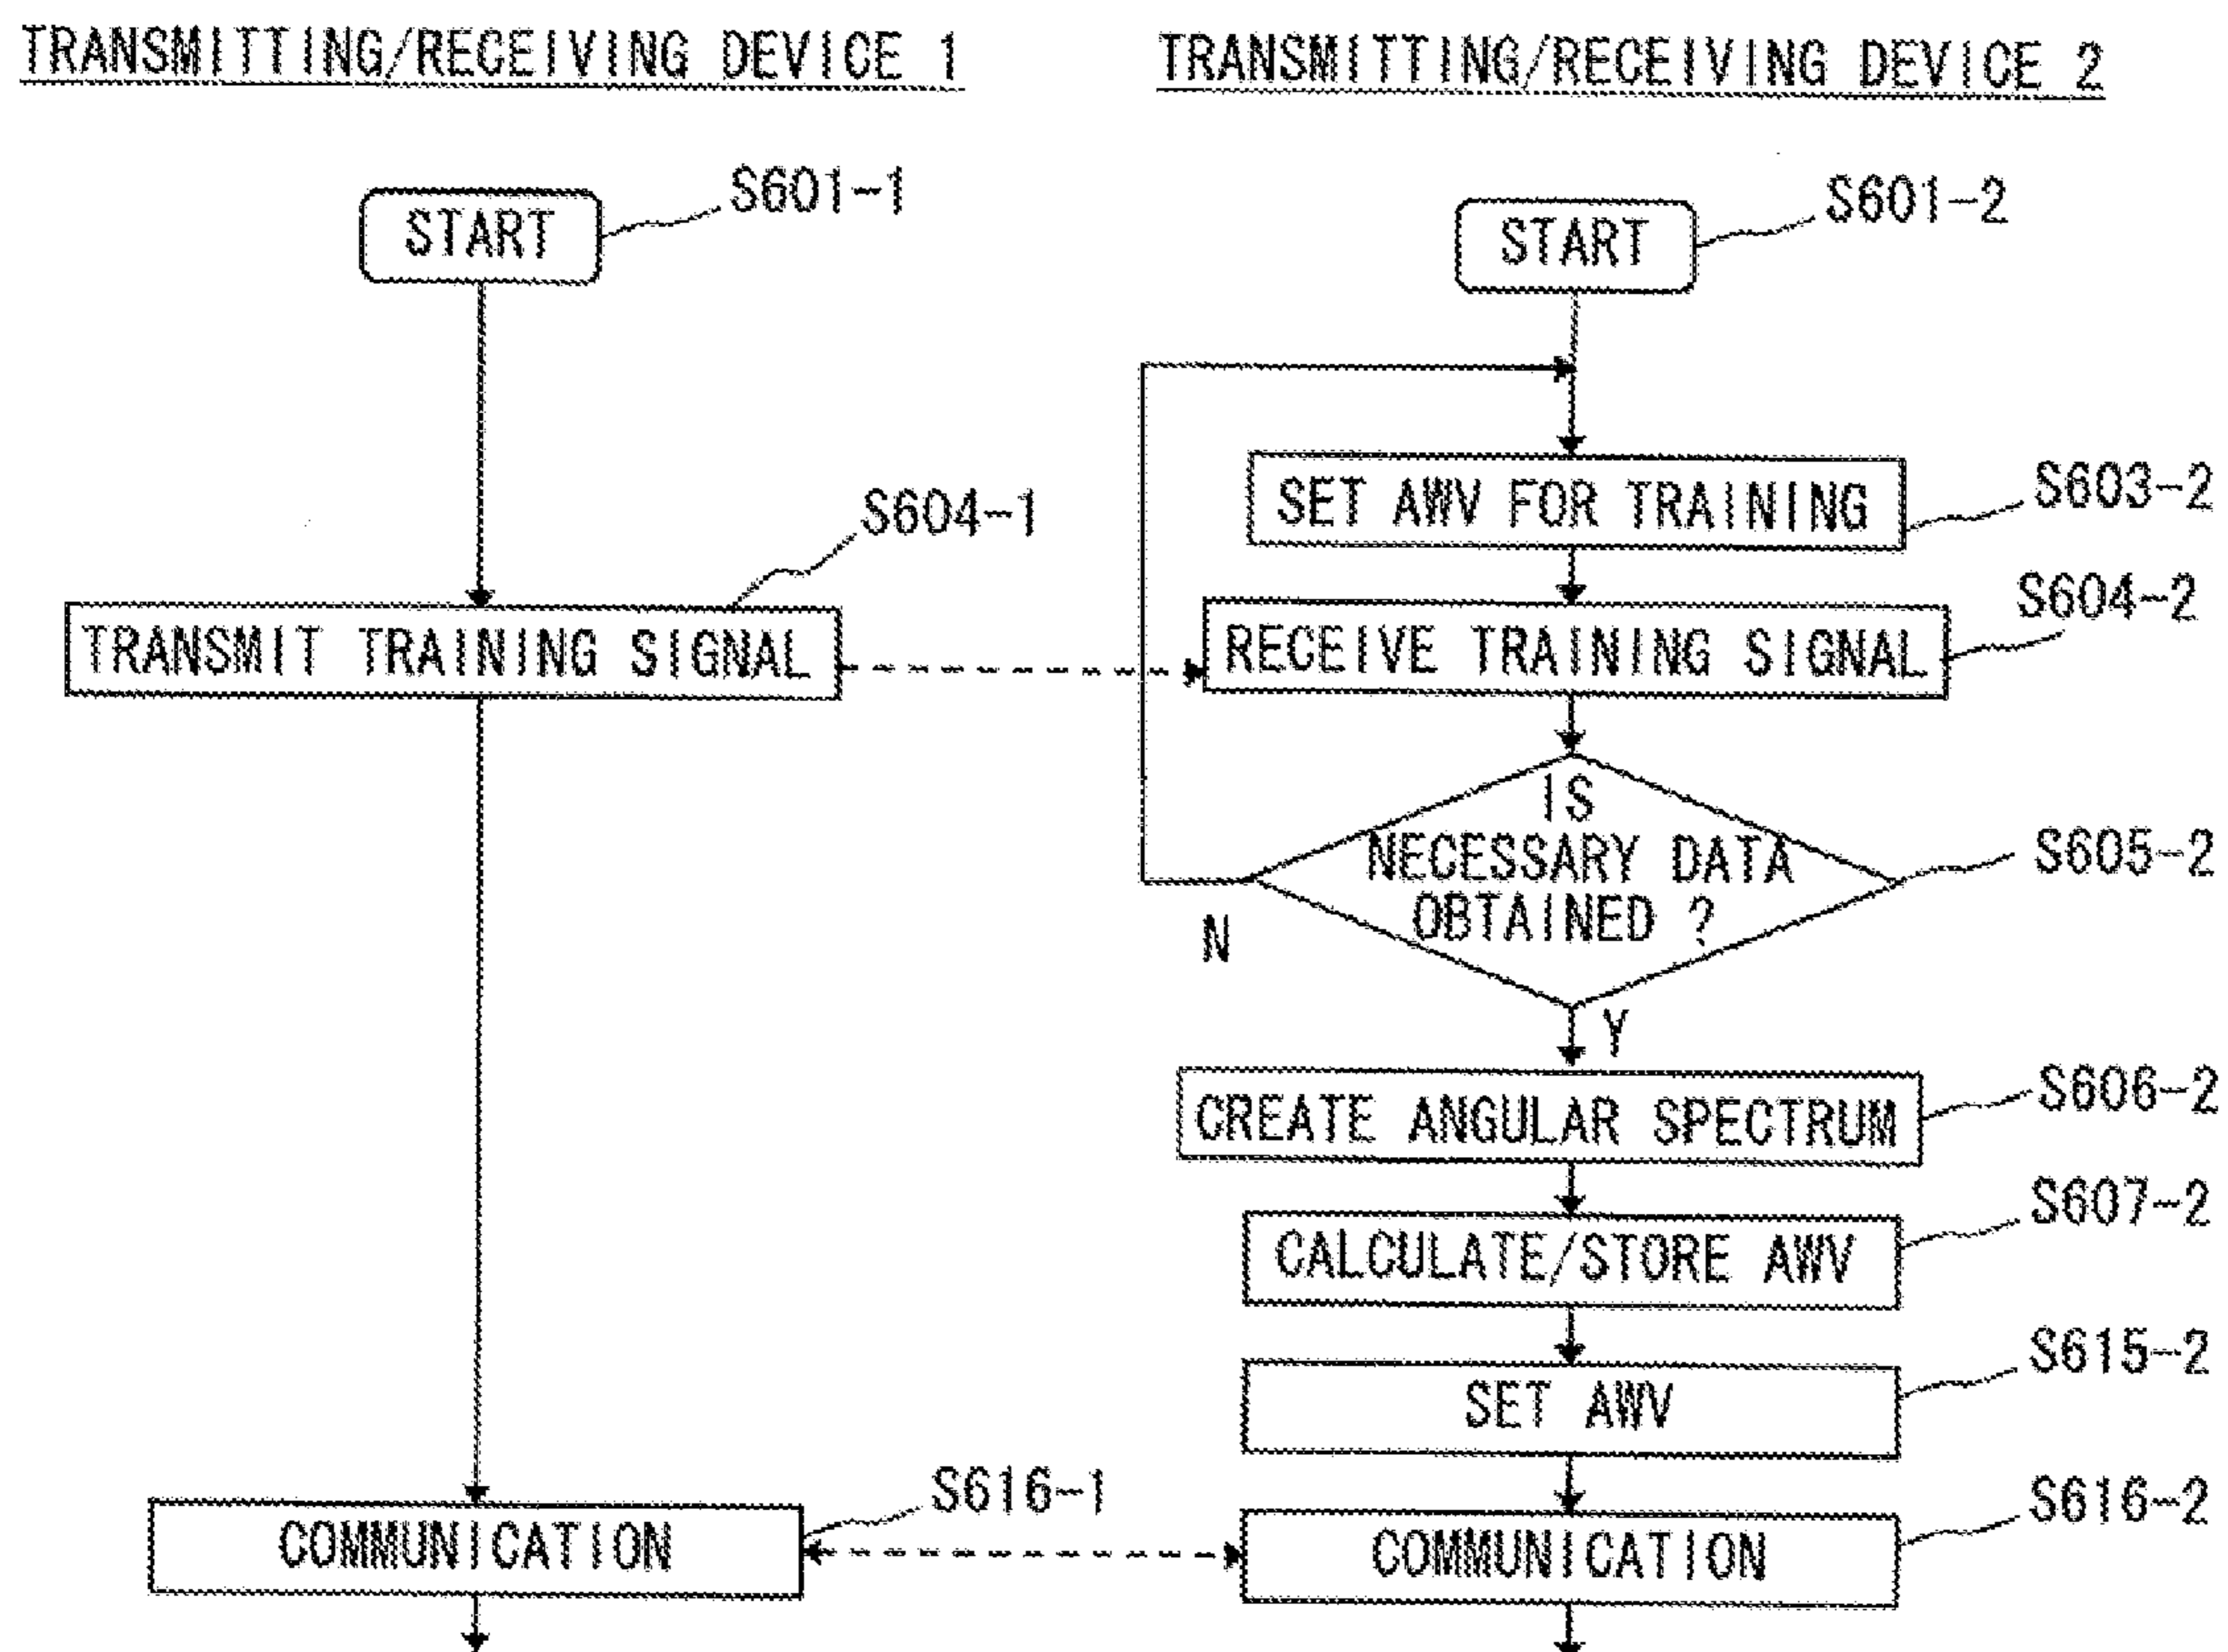 TRANSMITTING/RECEIVING DEVICE 1
TRANSMITTING/RECEIVING DEVICE 2
START
S601-1
START
S601-2
SET AWV FOR TRAINING
S603-2
S604-1
TRANSMIT TRAINING SIGNAL
RECEIVE TRAINING SIGNAL
S604-2
IS
NECESSARY DATA
OBTAINED ?
S605-2
N
Y
CREATE ANGULAR SPECTRUM
S606-2
CALCULATE/STORE AWV
S607-2
SET AWV
S615-2
COMMUNICATION
S616-1
COMMUNICATION
S616-2